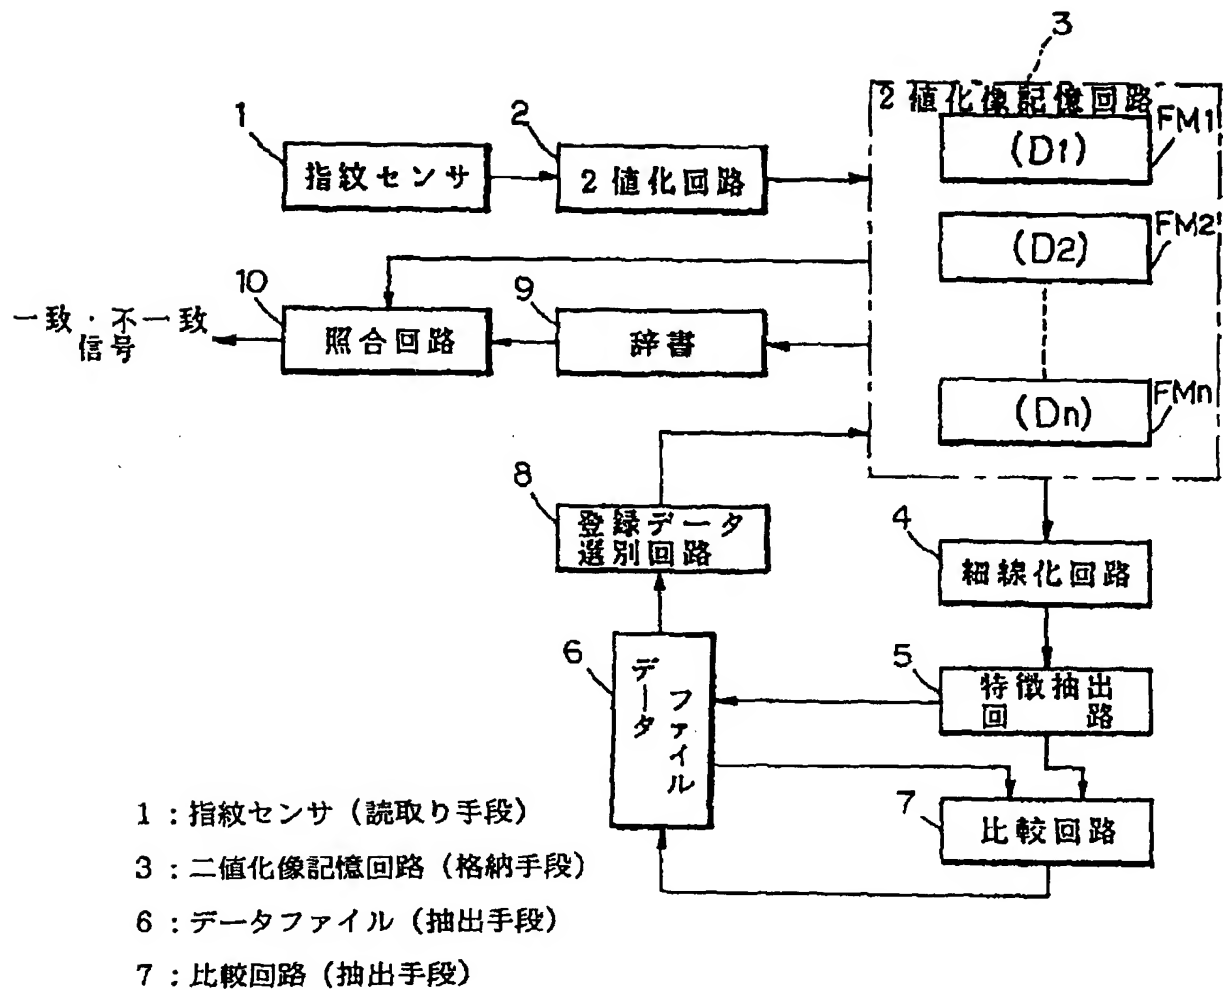 3
2値化像記憶回路
1
2
FM1
(D1)
指紋センサ
2値化回路
FM2
(D2)
10
9
一致・不一致
信号
照合回路
辞書
FMn
(Dn)
8
登録データ
選別回路
4
細線化回路
6
データ
ファイル
5
特徴抽出
回路
7
比較回路
1:指紋センサ(読取り手段)
3:二値化像記憶回路(格納手段)
6:データファイル(抽出手段)
7:比較回路(抽出手段)